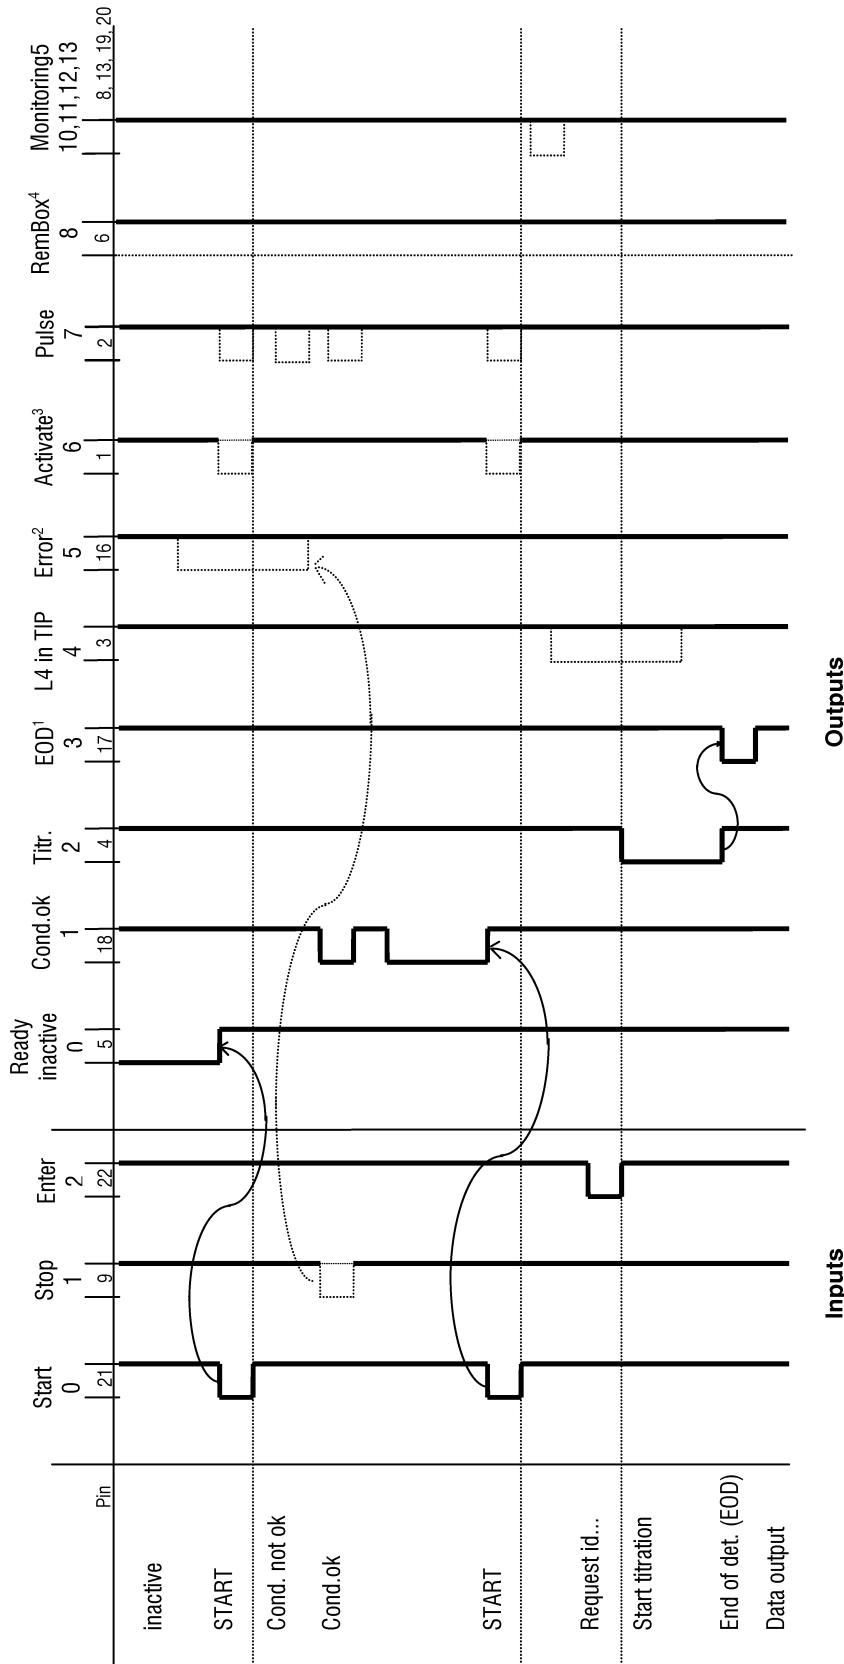 Pin
Start
0
21
Stop
1
9
Enter
2
22
Ready
inactive
0
5
Cond.ok
1
18
Titr.
2
4
EOD1
3
17
L4 in TIP
4
3
Error2
5
16
Activate3
6
1
Pulse
7
2
RemBox4
8
6
Monitoring5
10,11,12,13
8, 13, 19, 20
inactive
START
Cond. not ok
Cond.ok
START
Request id...
Start titration
End of det. (EOD)
Data output
Inputs
Outputs